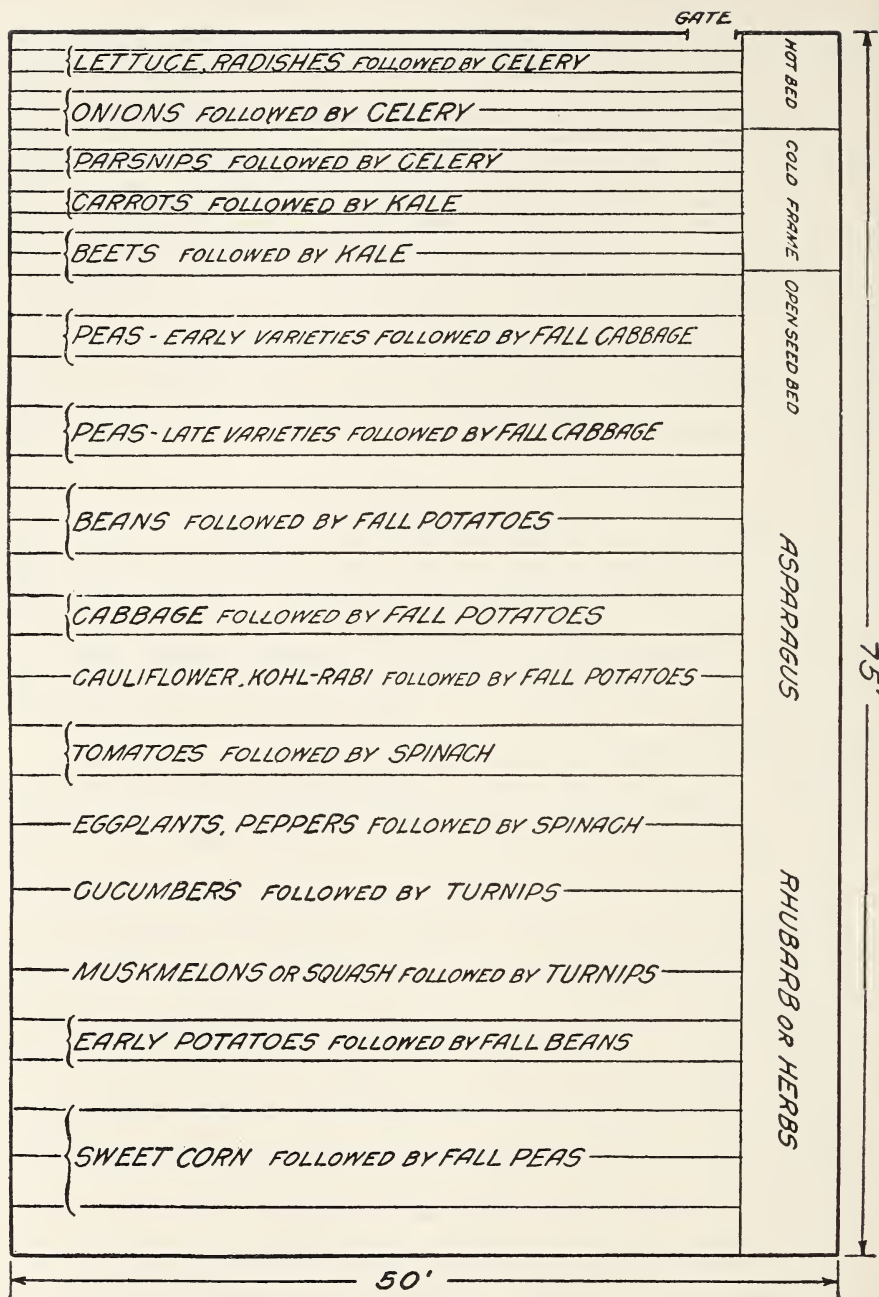 GATE
LETTUCE, RADISHES FOLLOWED BY CELERY
ONIONS FOLLOWED BY CELERY
PARSNIPS FOLLOWED BY CELERY
CARROTS FOLLOWED BY KALE
BEETS FOLLOWED BY KALE
PEAS - EARLY VARIETIES FOLLOWED BY FALL CABBAGE
PEAS - LATE VARIETIES FOLLOWED BY FALL CABBAGE
BEANS FOLLOWED BY FALL POTATOES
CABBAGE FOLLOWED BY FALL POTATOES
CAULIFLOWER, KOHL-RABI FOLLOWED BY FALL POTATOES
TOMATOES FOLLOWED BY SPINACH
EGGPLANTS, PEPPERS FOLLOWED BY SPINACH
CUCUMBERS FOLLOWED BY TURNIPS
MUSKMELONS OR SQUASH FOLLOWED BY TURNIPS
EARLY POTATOES FOLLOWED BY FALL BEANS
SWEET CORN FOLLOWED BY FALL PEAS
HOT BED
COLD FRAME
OPEN SEED BED
ASPARAGUS
RHUBARB OR HERBS
75'
50'